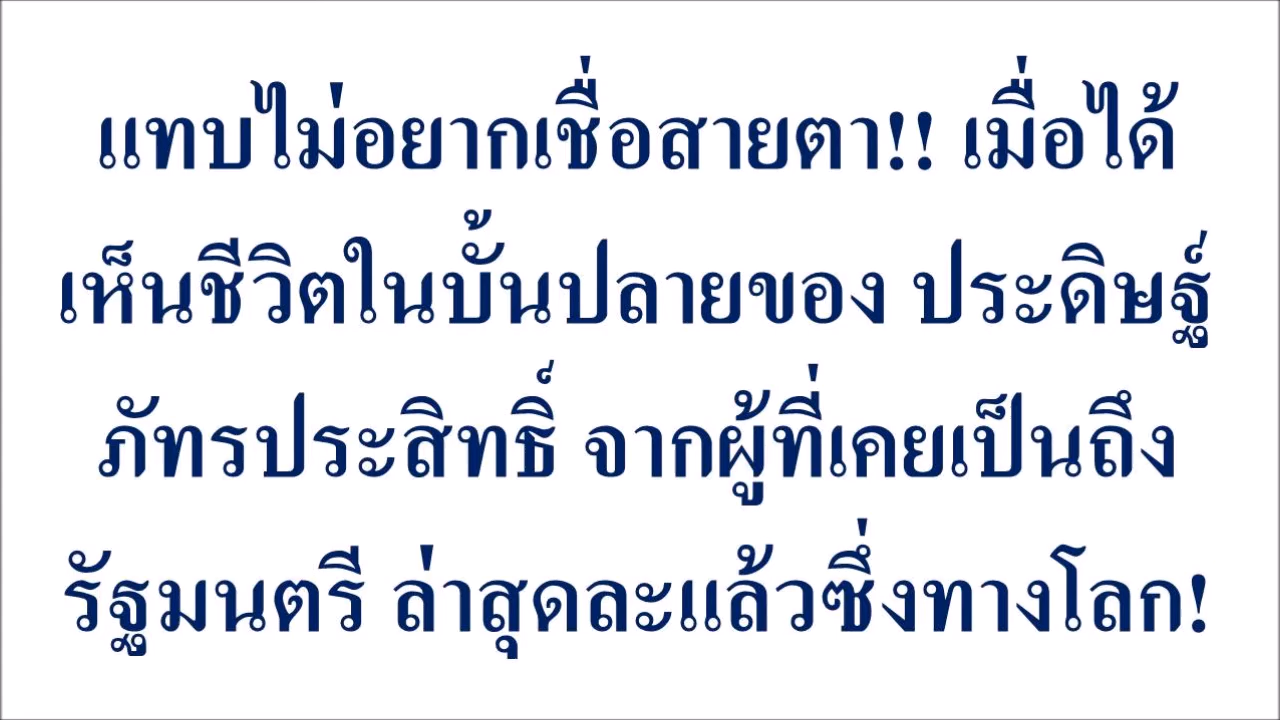 แทบไม่อยากเชื่อสายตา!! เมื่อได้
เห็นชีวิตในบั้นปลายของ ประดิษฐ์
ภัทรประสิทธิ์ จากผู้ที่เคยเป็นถึง
รัฐมนตรี ล่าสุดละแล้วซึ่งทางโลก!